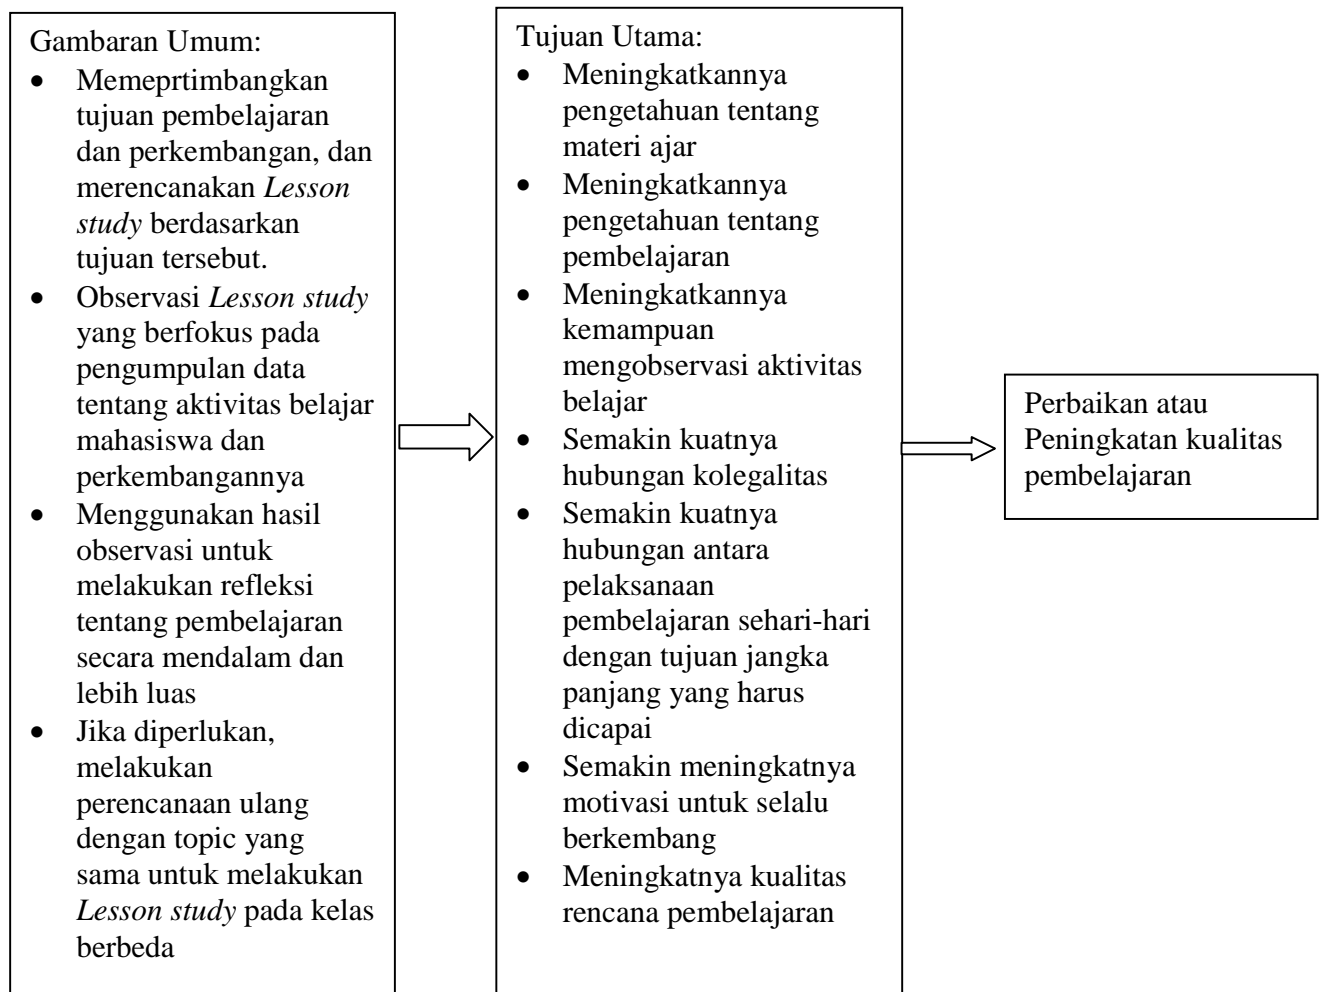 Gambaran Umum:
• Memeprtimbangkan
tujuan pembelajaran
dan perkembangan, dan
merencanakan Lesson
study berdasarkan
tujuan tersebut.
• Observasi Lesson study
yang berfokus pada
pengumpulan data
tentang aktivitas belajar
mahasiswa dan
perkembangannya
• Menggunakan hasil
observasi untuk
melakukan refleksi
tentang pembelajaran
secara mendalam dan
lebih luas
• Jika diperlukan,
melakukan
perencanaan ulang
dengan topic yang
sama untuk melakukan
Lesson study pada kelas
berbeda
Tujuan Utama:
• Meningkatkannya
pengetahuan tentang
materi ajar
• Meningkatkannya
pengetahuan tentang
pembelajaran
• Meningkatkannya
kemampuan
mengobservasi aktivitas
belajar
• Semakin kuatnya
hubungan kolegalitas
• Semakin kuatnya
hubungan antara
pelaksanaan
pembelajaran sehari-hari
dengan tujuan jangka
panjang yang harus
dicapai
• Semakin meningkatnya
motivasi untuk selalu
berkembang
• Meningkatnya kualitas
rencana pembelajaran
Perbaikan atau
Peningkatan kualitas
pembelajaran